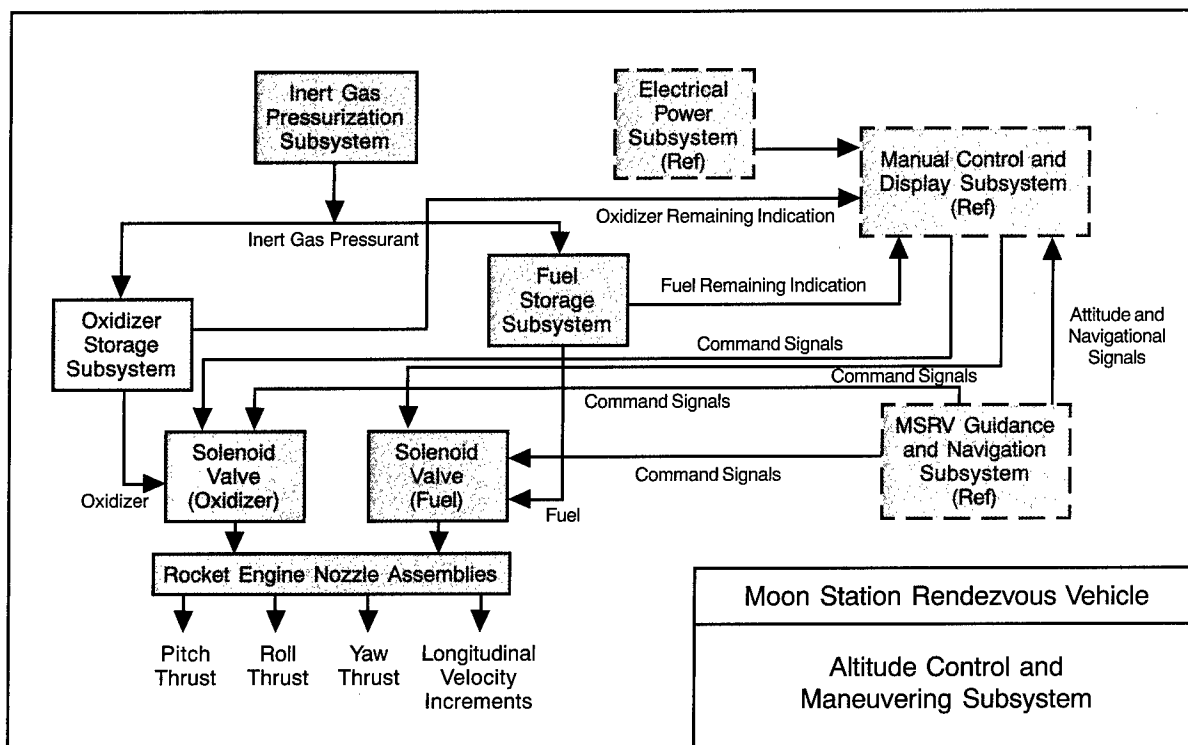 Inert Gas
Pressurization
Subsystem
Electrical
Power
Subsystem
(Ref)
Manual Control and
Display Subsystem
(Ref)
Oxidizer Remaining Indication
Inert Gas Pressurant
Fuel
Storage
Subsystem
Fuel Remaining Indication
Oxidizer
Storage
Subsystem
Attitude and
Navigational
Signals
Command Signals
Command Signals
Command Signals
Solenoid
Valve
(Oxidizer)
Solenoid
Valve
(Fuel)
MSRV Guidance
and Navigation
Subsystem
(Ref)
Command Signals
Oxidizer
Fuel
Rocket Engine Nozzle Assemblies
Pitch
Thrust
Roll
Thrust
Yaw
Thrust
Longitudinal
Velocity
Increments
Moon Station Rendezvous Vehicle
Altitude Control and
Maneuvering Subsystem